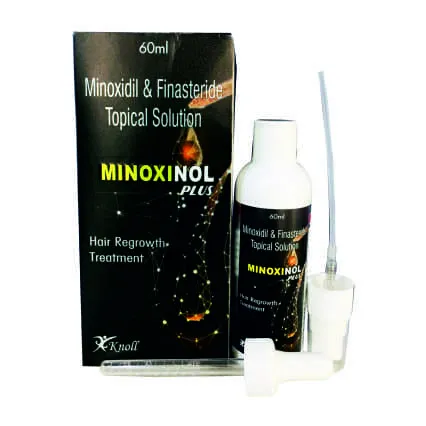 60ml
Minoxidil & Finasteride
Topical Solution
MINOXINOL
PLUS
Hair Regrowth
Treatment
Knoll
60ml
Minoxidil & Finasteride
Topical Solution
MINOXINOL
PLUS
Hair Regrowth
Treatment